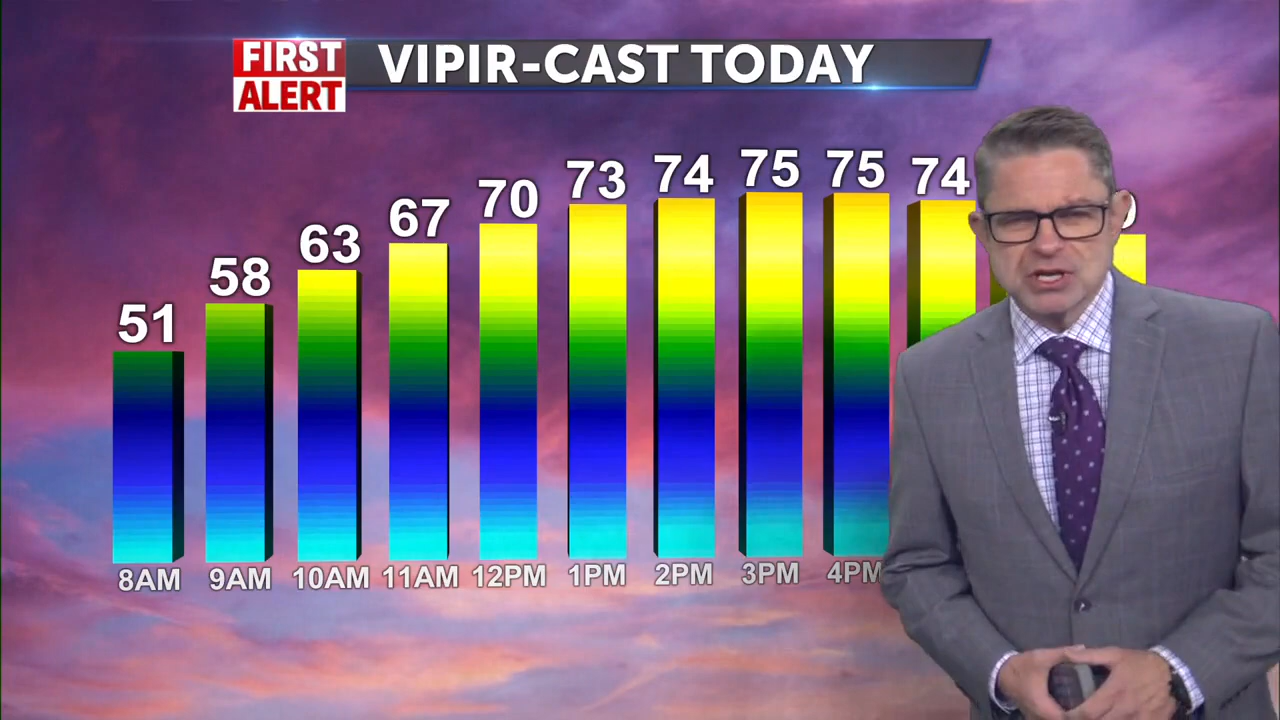 FIRST
ALERT
VIPIR-CAST TODAY
51 58 63 67 70 73 74 75 75 74
8AM 9AM 10AM 11AM 12PM 1PM 2PM 3PM 4PM